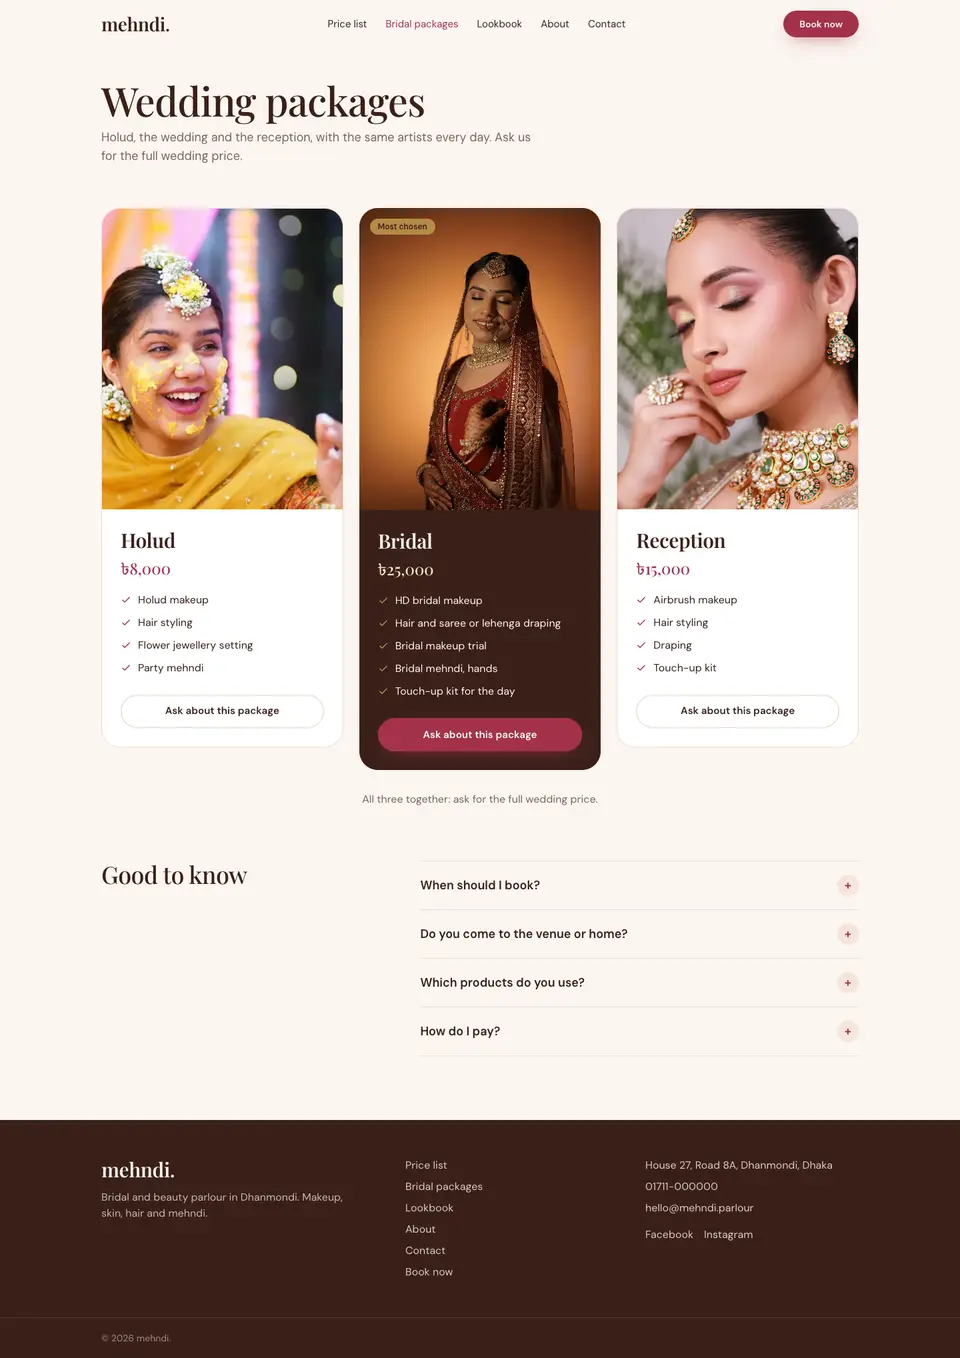 mehndi.
Price list
Bridal packages
Lookbook
About
Contact
Book now
Wedding packages
Holud, the wedding and the reception, with the same artists every day. Ask us
for the full wedding price.
Most chosen
Holud
৳8,000
Holud makeup
Hair styling
Flower jewellery setting
Party mehndi
Ask about this package
Bridal
৳25,000
HD bridal makeup
Hair and saree or lehenga draping
Bridal makeup trial
Bridal mehndi, hands
Touch-up kit for the day
Ask about this package
Reception
৳15,000
Airbrush makeup
Hair styling
Draping
Touch-up kit
Ask about this package
All three together: ask for the full wedding price.
Good to know
When should I book?
Do you come to the venue or home?
Which products do you use?
How do I pay?
mehndi.
Bridal and beauty parlour in Dhanmondi. Makeup,
skin, hair and mehndi.
Price list
Bridal packages
Lookbook
About
Contact
Book now
House 27, Road 8A, Dhanmondi, Dhaka
01711-000000
hello@mehndi.parlour
Facebook Instagram
© 2026 mehndi.